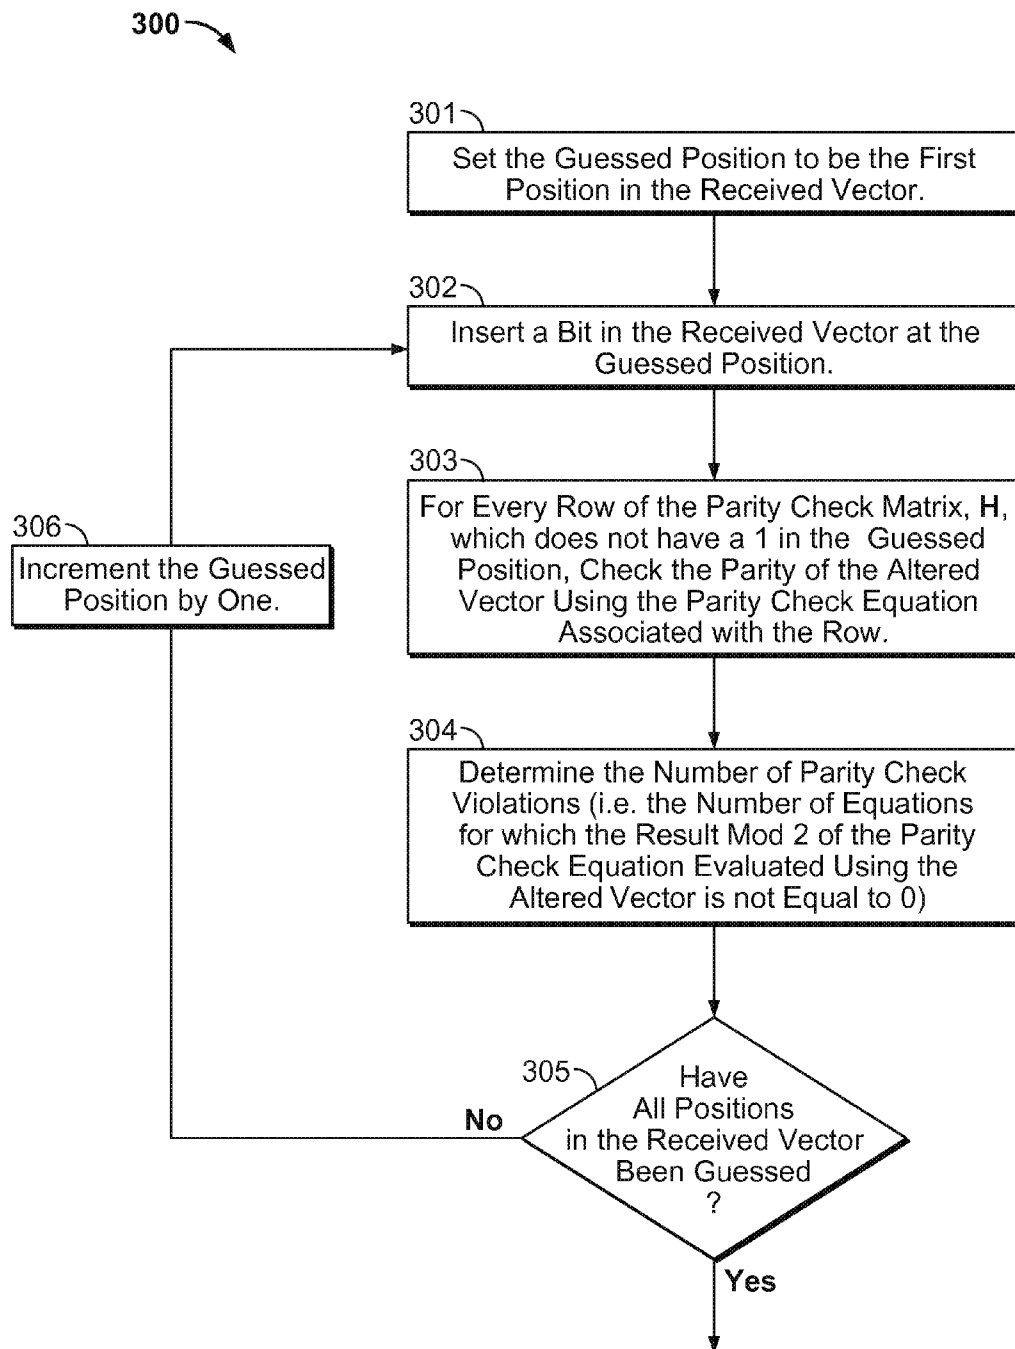 300
301
Set the Guessed Position to be the First
Position in the Received Vector.
302
Insert a Bit in the Received Vector at the
Guessed Position.
303
For Every Row of the Parity Check Matrix, H,
which does not have a 1 in the Guessed
Position, Check the Parity of the Altered
Vector Using the Parity Check Equation
Associated with the Row.
306
Increment the Guessed
Position by One.
304
Determine the Number of Parity Check
Violations (i.e. the Number of Equations
for which the Result Mod 2 of the Parity
Check Equation Evaluated Using the
Altered Vector is not Equal to 0)
305
Have
All Positions
in the Received Vector
Been Guessed
?
No
Yes